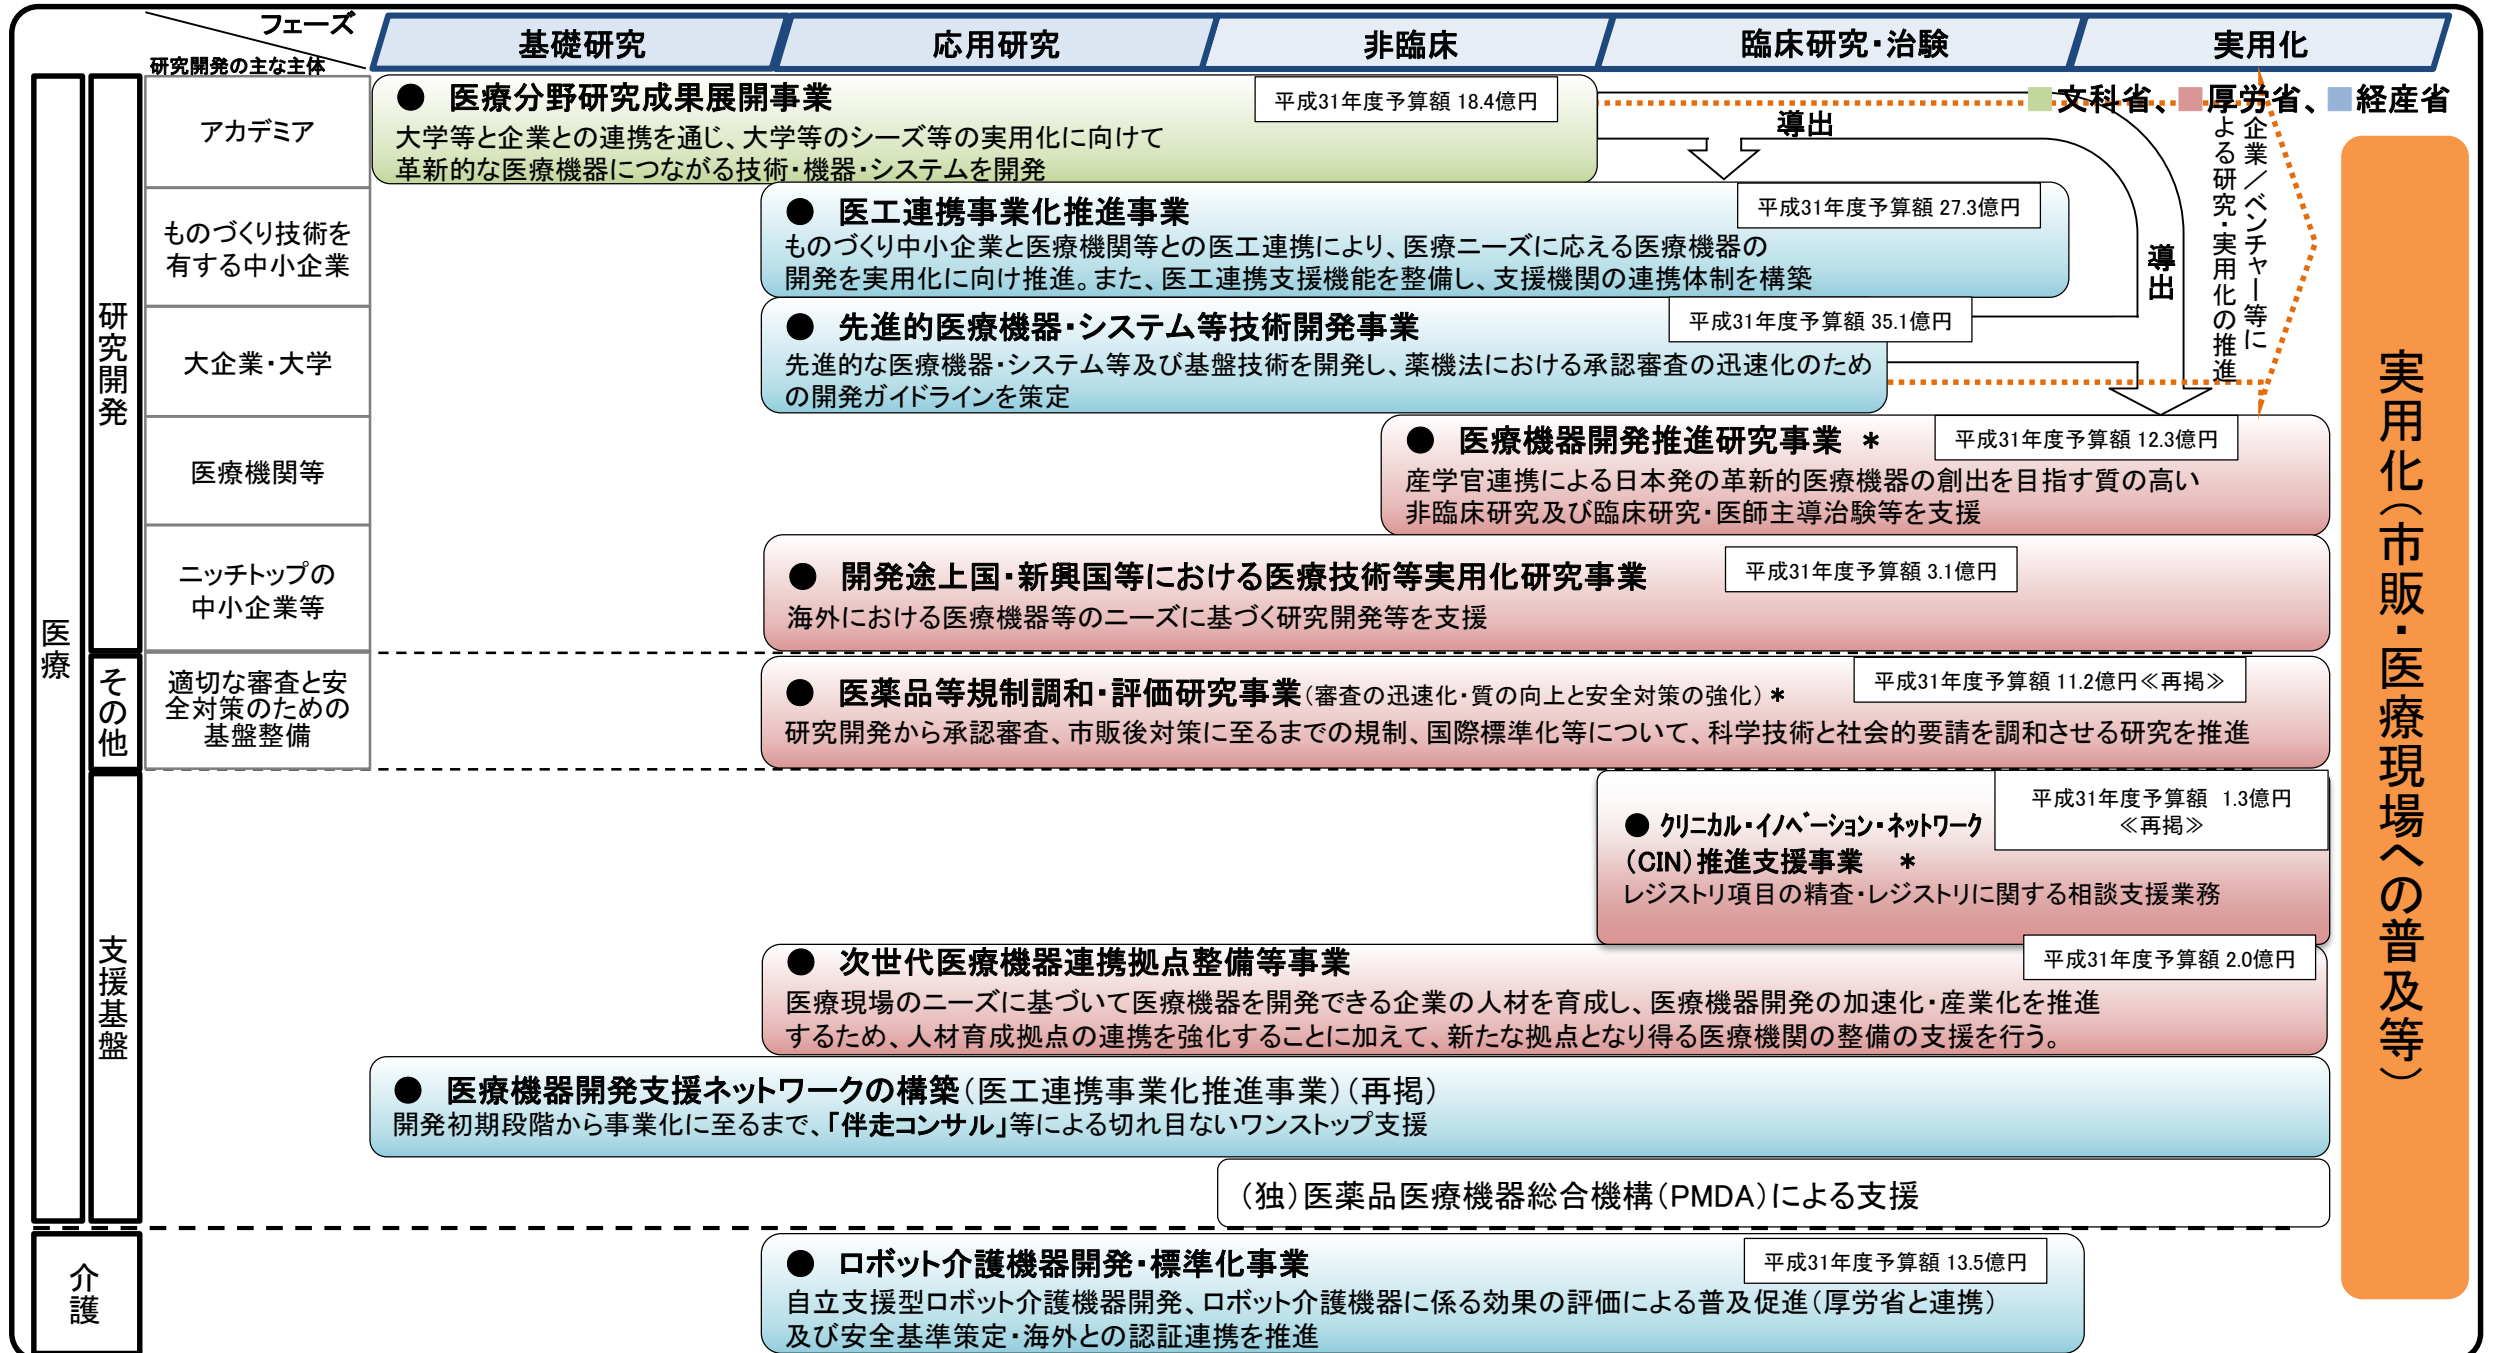 フェーズ
研究開発の主な主体
基礎研究
応用研究
非臨床
臨床研究・治験
実用化
■文科省、■厚労省、■経産省
医療
研究開発
アカデミア
ものづくり技術を
有する中小企業
大企業・大学
医療機関等
ニッチトップの
中小企業等
その他
適切な審査と安
全対策のための
基盤整備
支援基盤
介護
● 医療分野研究成果展開事業
平成31年度予算額 18.4億円
大学等と企業との連携を通じ、大学等のシーズ等の実用化に向けて
革新的な医療機器につながる技術・機器・システムを開発
導出
導出
企業／ベンチャー等に
よる研究・実用化の推進
● 医工連携事業化推進事業
平成31年度予算額 27.3億円
ものづくり中小企業と医療機関等との医工連携により、医療ニーズに応える医療機器の
開発を実用化に向け推進。また、医工連携支援機能を整備し、支援機関の連携体制を構築
● 先進的医療機器・システム等技術開発事業
平成31年度予算額 35.1億円
先進的な医療機器・システム等及び基盤技術を開発し、薬機法における承認審査の迅速化のため
の開発ガイドラインを策定
● 医療機器開発推進研究事業 *
平成31年度予算額 12.3億円
産学官連携による日本発の革新的医療機器の創出を目指す質の高い
非臨床研究及び臨床研究・医師主導治験等を支援
● 開発途上国・新興国等における医療技術等実用化研究事業
平成31年度予算額 3.1億円
海外における医療機器等のニーズに基づく研究開発等を支援
● 医薬品等規制調和・評価研究事業（審査の迅速化・質の向上と安全対策の強化）*
平成31年度予算額 11.2億円≪再掲≫
研究開発から承認審査、市販後対策に至るまでの規制、国際標準化等について、科学技術と社会的要請を調和させる研究を推進
平成31年度予算額 1.3億円
≪再掲≫
● ｸﾘﾆｶﾙ・ｲﾉﾍﾞｰｼｮﾝ・ﾈｯﾄﾜｰｸ
（CIN）推進支援事業 *
レジストリ項目の精査・レジストリに関する相談支援業務
● 次世代医療機器連携拠点整備等事業
平成31年度予算額 2.0億円
医療現場のニーズに基づいて医療機器を開発できる企業の人材を育成し、医療機器開発の加速化・産業化を推進
するため、人材育成拠点の連携を強化することに加えて、新たな拠点となり得る医療機関の整備の支援を行う。
● 医療機器開発支援ネットワークの構築（医工連携事業化推進事業）（再掲）
開発初期段階から事業化に至るまで、「伴走コンサル」等による切れ目ないワンストップ支援
（独）医薬品医療機器総合機構（PMDA）による支援
● ロボット介護機器開発・標準化事業
平成31年度予算額 13.5億円
自立支援型ロボット介護機器開発、ロボット介護機器に係る効果の評価による普及促進（厚労省と連携）
及び安全基準策定・海外との認証連携を推進
実用化（市販・医療現場への普及等）